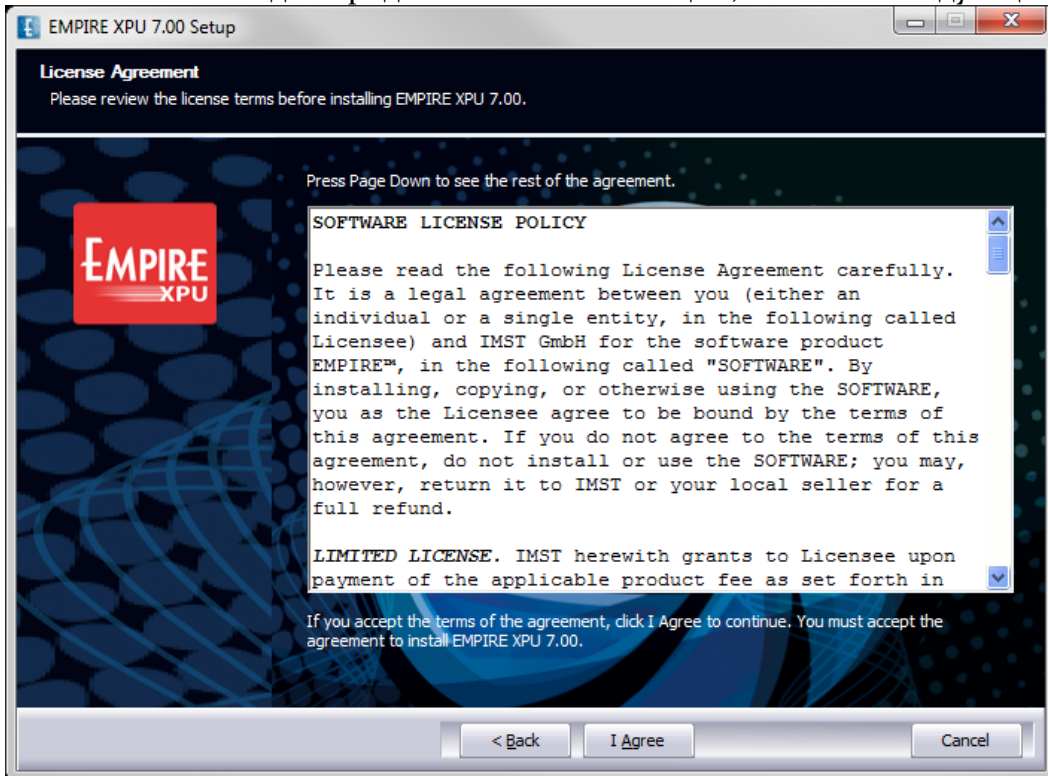 EMPIRE XPU 7.00 Setup
License Agreement
Please review the license terms before installing EMPIRE XPU 7.00.
Press Page Down to see the rest of the agreement.
SOFTWARE LICENSE POLICY
Please read the following License Agreement carefully.
It is a legal agreement between you (either an
individual or a single entity, in the following called
Licensee) and IMST GmbH for the software product
EMPIRE™, in the following called "SOFTWARE". By
installing, copying, or otherwise using the SOFTWARE,
you as the Licensee agree to be bound by the terms of
this agreement. If you do not agree to the terms of this
agreement, do not install or use the SOFTWARE; you may,
however, return it to IMST or your local seller for a
full refund.
LIMITED LICENSE. IMST herewith grants to Licensee upon
payment of the applicable product fee as set forth in
EMPIRE
XPU
If you accept the terms of the agreement, click I Agree to continue. You must accept the
agreement to install EMPIRE XPU 7.00.
< Back
I Agree
Cancel